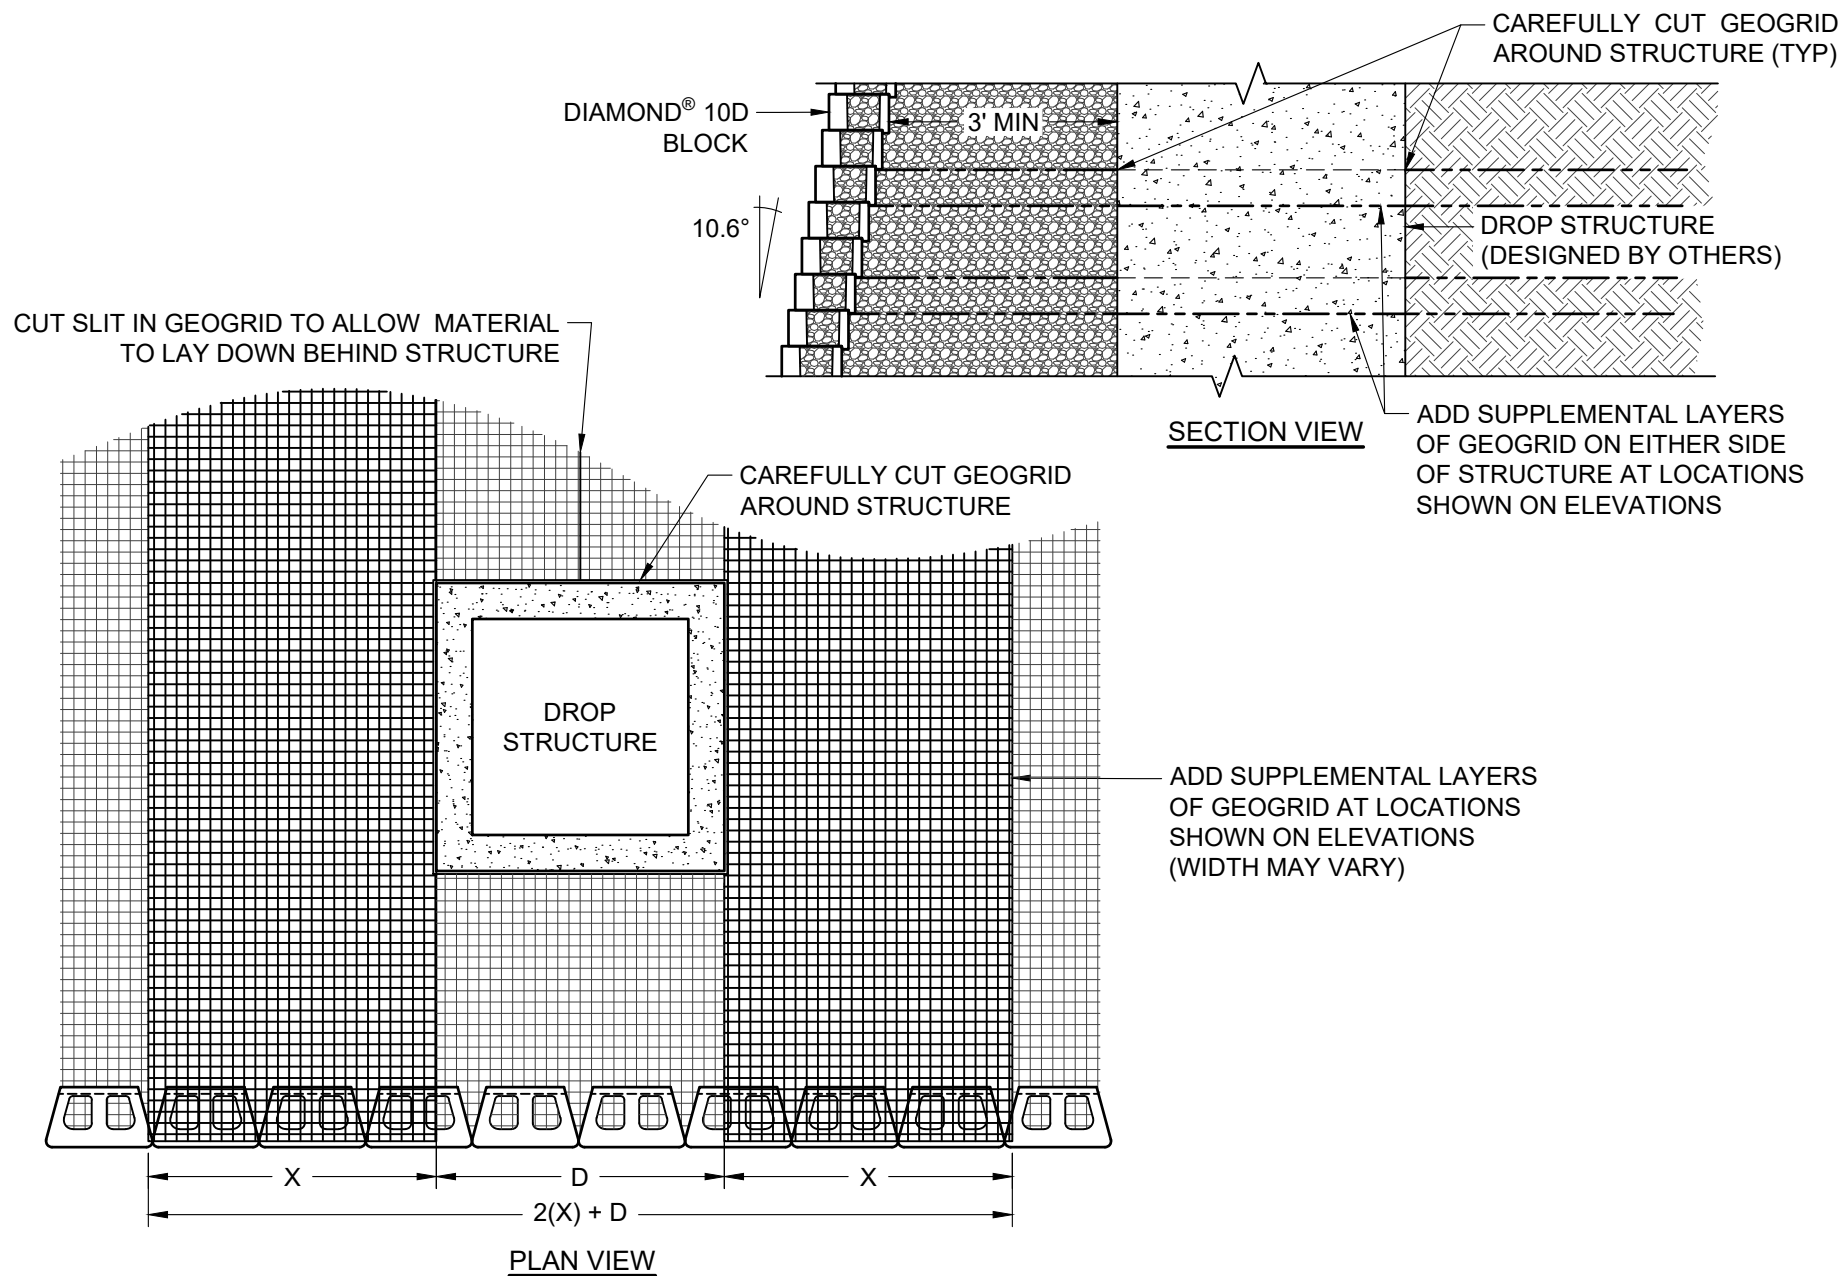 CAREFULLY CUT GEOGRID
AROUND STRUCTURE (TYP)
DIAMOND® 10D
BLOCK
3' MIN
10.6°
DROP STRUCTURE
(DESIGNED BY OTHERS)
CUT SLIT IN GEOGRID TO ALLOW MATERIAL
TO LAY DOWN BEHIND STRUCTURE
SECTION VIEW
ADD SUPPLEMENTAL LAYERS
OF GEOGRID ON EITHER SIDE
OF STRUCTURE AT LOCATIONS
SHOWN ON ELEVATIONS
CAREFULLY CUT GEOGRID
AROUND STRUCTURE
DROP
STRUCTURE
ADD SUPPLEMENTAL LAYERS
OF GEOGRID AT LOCATIONS
SHOWN ON ELEVATIONS
(WIDTH MAY VARY)
X
D
X
2(X) + D
PLAN VIEW